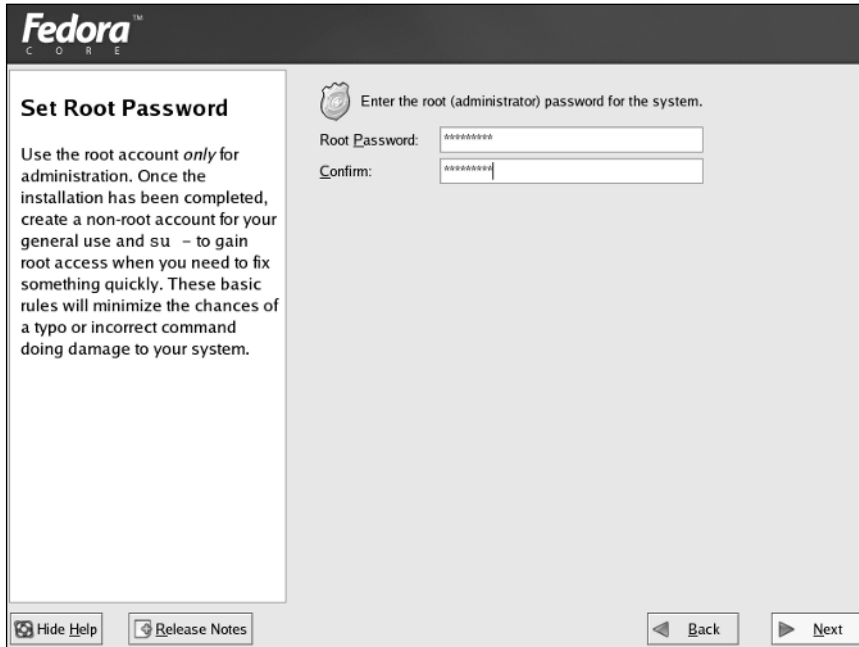 Fedora™
CORE
Set Root Password
Use the root account only for
administration. Once the
installation has been completed,
create a non-root account for your
general use and su - to gain
root access when you need to fix
something quickly. These basic
rules will minimize the chances of
a typo or incorrect command
doing damage to your system.
Enter the root (administrator) password for the system.
Root Password: *********
Confirm: *********
Hide Help
Release Notes
Back
Next